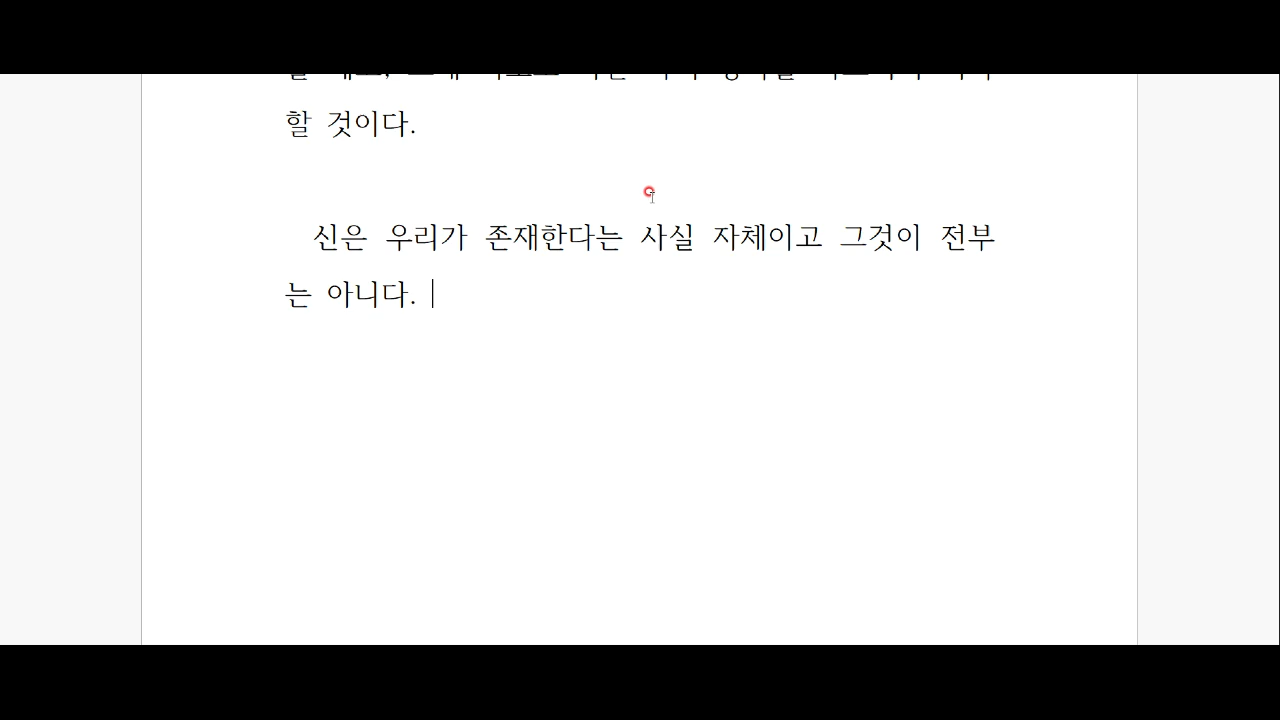 할 것이다.
신은 우리가 존재한다는 사실 자체이고 그것이 전부
는 아니다.